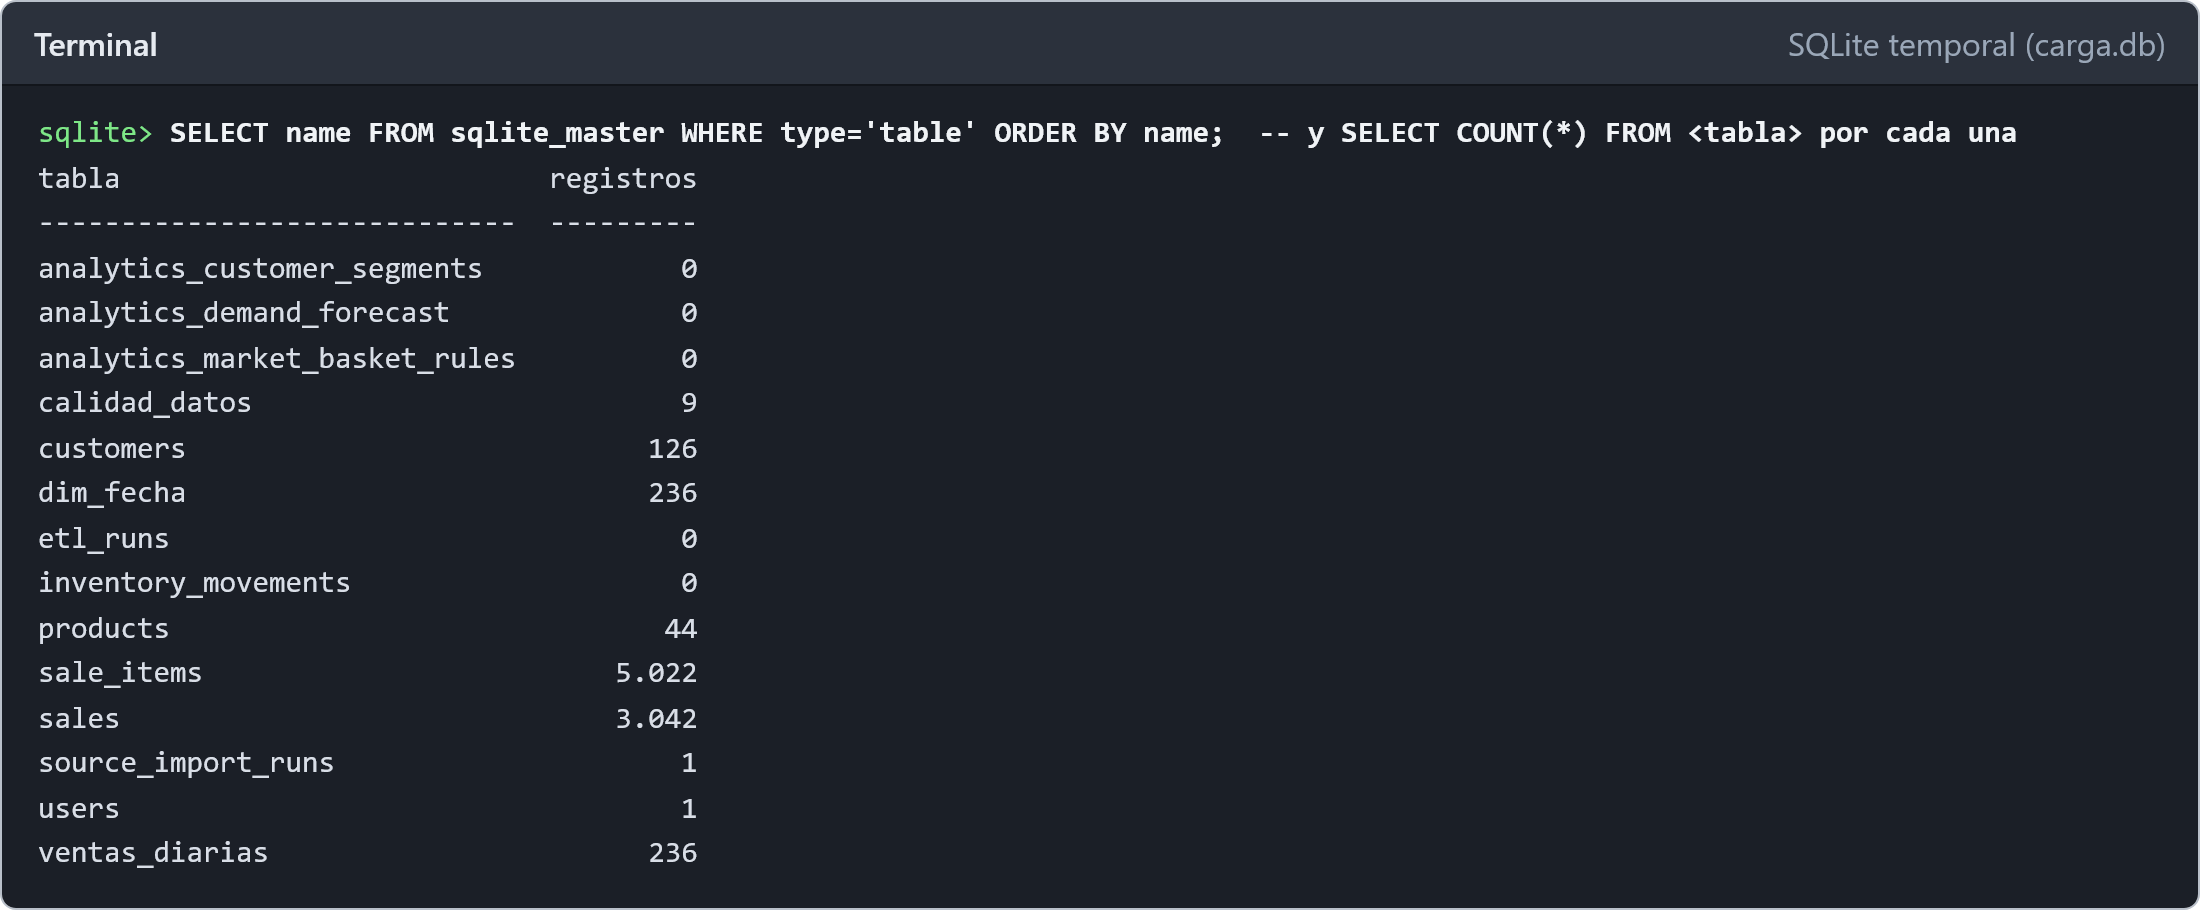 Terminal
SQLite temporal (carga.db)
sqlite> SELECT name FROM sqlite_master WHERE type='table' ORDER BY name;  -- y SELECT COUNT(*) FROM <tabla> por cada una
tabla                          registros
-----------------------------  ---------
analytics_customer_segments            0
analytics_demand_forecast              0
analytics_market_basket_rules          0
calidad_datos                          9
customers                            126
dim_fecha                            236
etl_runs                               0
inventory_movements                    0
products                              44
sale_items                         5.022
sales                              3.042
source_import_runs                     1
users                                  1
ventas_diarias                       236